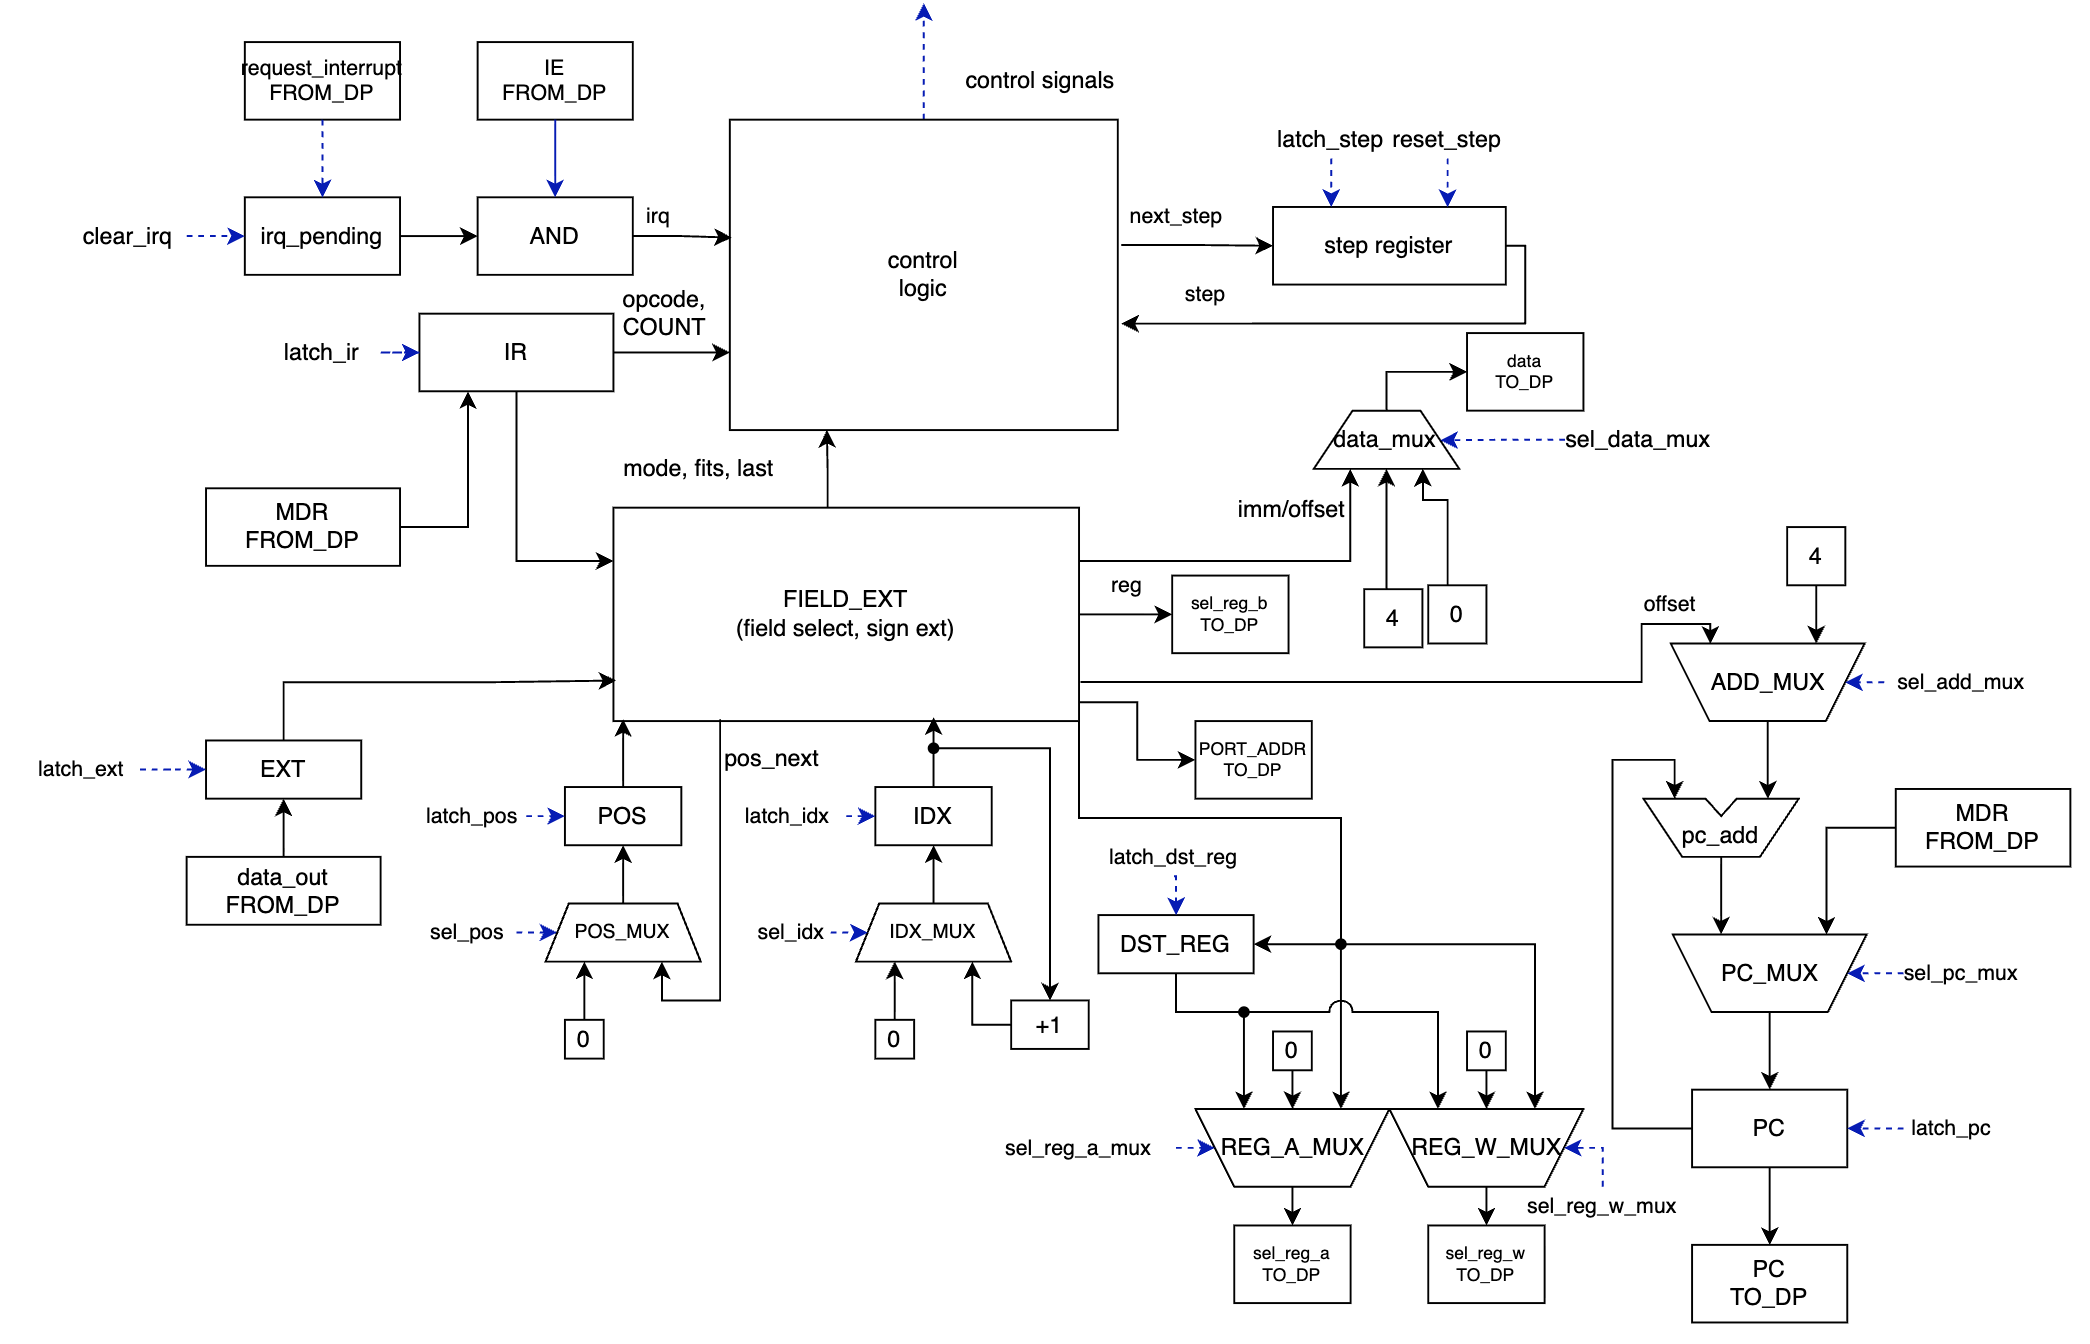 control signals
request_interrupt
FROM_DP
IE
FROM_DP
clear_irq
irq_pending
AND
irq
control
logic
latch_step
reset_step
next_step
step register
step
opcode,
COUNT
latch_ir
IR
mode, fits, last
MDR
FROM_DP
data
TO_DP
data_mux
sel_data_mux
imm/offset
4
0
FIELD_EXT
(field select, sign ext)
reg
sel_reg_b
TO_DP
4
offset
ADD_MUX
sel_add_mux
PORT_ADDR
TO_DP
latch_ext
EXT
data_out
FROM_DP
pos_next
latch_pos
POS
latch_idx
IDX
sel_pos
POS_MUX
sel_idx
IDX_MUX
0
0
+1
latch_dst_reg
DST_REG
pc_add
MDR
FROM_DP
PC_MUX
sel_pc_mux
0
0
sel_reg_a_mux
REG_A_MUX
REG_W_MUX
sel_reg_w_mux
PC
latch_pc
sel_reg_a
TO_DP
sel_reg_w
TO_DP
PC
TO_DP